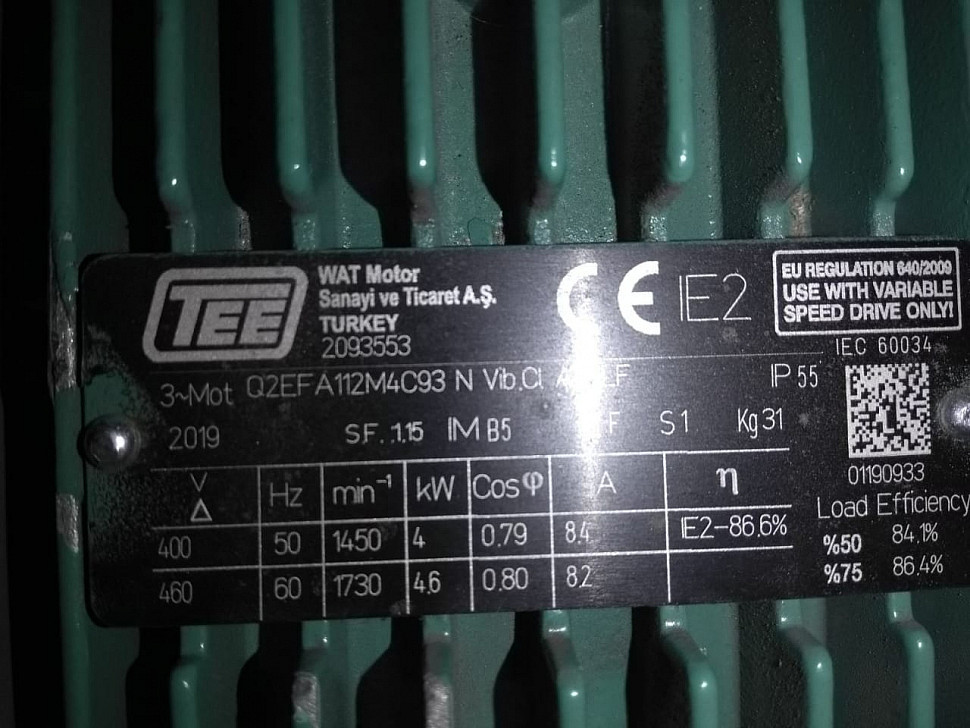 TEE
WAT Motor
Sanayi ve Ticaret A.Ş.
TURKEY
2093553
CE IE2
EU REGULATION 640/2009
USE WITH VARIABLE
SPEED DRIVE ONLY!
IEC 60034
3~Mot Q2EFA112M4C93 N Vib.Cl IP 55
2019 S.F. 1.15 IM B5 F S1 Kg 31
01190933
V Δ Hz min⁻¹ kW Cosφ A η
400 50 1450 4 0.79 8.4 IE2-86.6%
460 60 1730 4.6 0.80 8.2
Load Efficiency
%50 84.1%
%75 86.4%